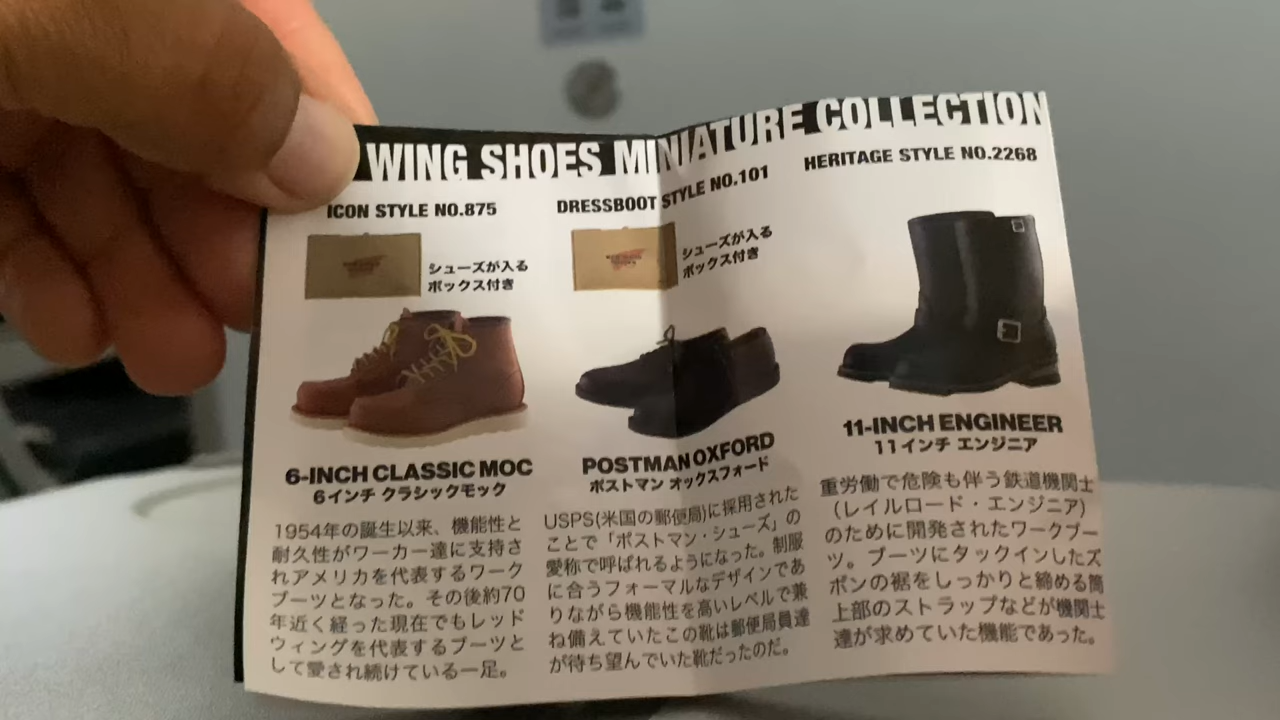 WING SHOES MINIATURE COLLECTION
ICON STYLE NO.875
シューズが入る
ボックス付き
6-INCH CLASSIC MOC
6インチ クラシックモック
1954年の誕生以来、機能性と
耐久性がワーカー達に支持さ
れアメリカを代表するワーク
ブーツとなった。その後約70
年近く経った現在でもレッド
ウィングを代表するブーツと
して愛され続けている一足。
DRESSBOOT STYLE NO.101
シューズが入る
ボックス付き
POSTMAN OXFORD
ポストマン オックスフォード
USPS(米国の郵便局)に採用された
ことで「ポストマン・シューズ」の
愛称で呼ばれるようになった。制服
に合うフォーマルなデザインであ
りながら機能性を高いレベルで兼
ね備えていたこの靴は郵便局員達
が待ち望んでいた靴だったのだ。
HERITAGE STYLE NO.2268
11-INCH ENGINEER
11インチ エンジニア
重労働で危険も伴う鉄道機関士
（レイルロード・エンジニア）
のために開発されたワークブー
ツ。ブーツにタックインしたズ
ボンの裾をしっかりと締める筒
上部のストラップなどが機関士
達が求めていた機能であった。